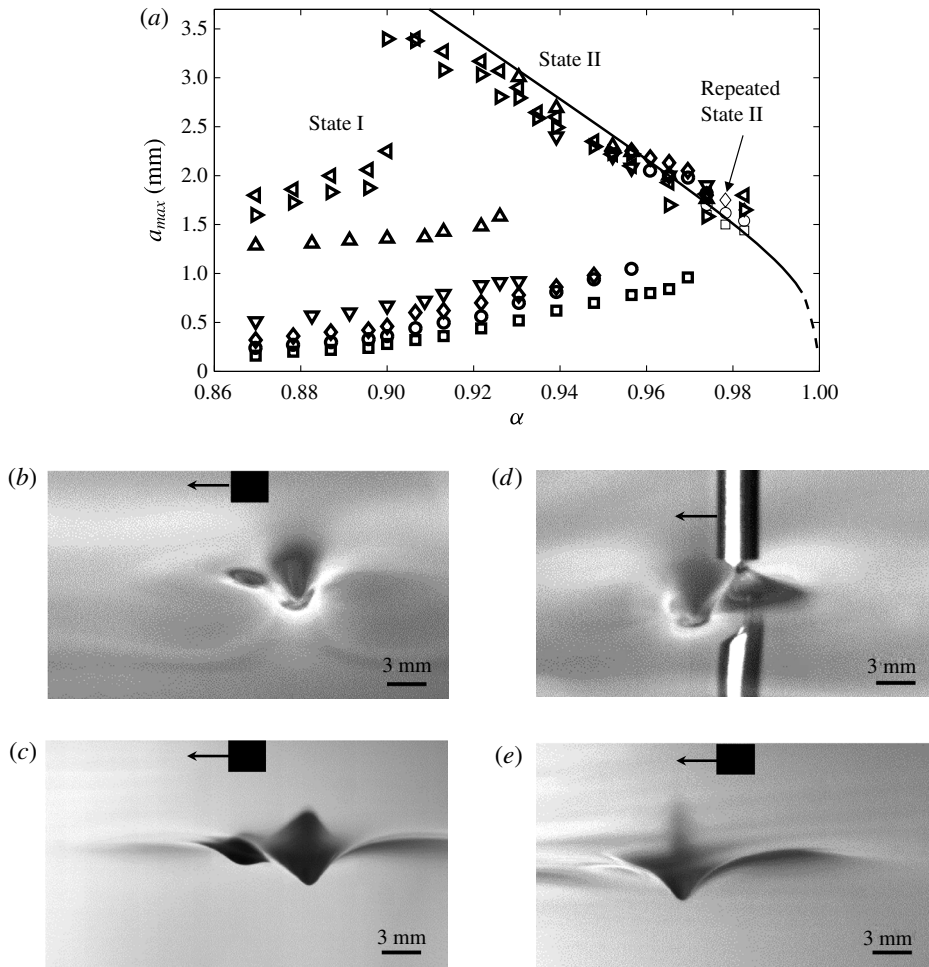 (a)
3.5
3.0
2.5
2.0
1.5
1.0
0.5
0
a_max (mm)
State I
State II
Repeated
State II
0.86
0.88
0.90
0.92
0.94
0.96
0.98
1.00
α
(b)
3 mm
(d)
3 mm
(c)
3 mm
(e)
3 mm